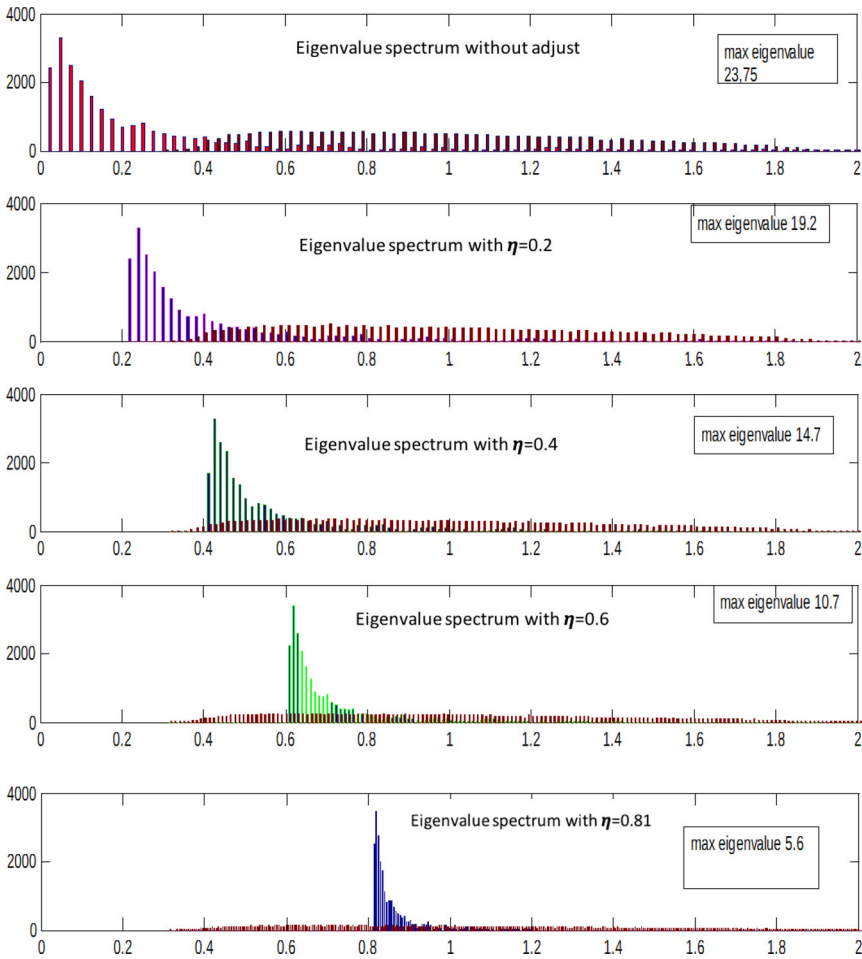 4000
Eigenvalue spectrum without adjust
max eigenvalue
23,75
2000
0
0 0.2 0.4 0.6 0.8 1 1.2 1.4 1.6 1.8 2
4000
max eigenvalue 19.2
Eigenvalue spectrum with η=0.2
2000
0
0 0.2 0.4 0.6 0.8 1 1.2 1.4 1.6 1.8 2
4000
max eigenvalue 14.7
Eigenvalue spectrum with η=0.4
2000
0
0 0.2 0.4 0.6 0.8 1 1.2 1.4 1.6 1.8 2
4000
max eigenvalue 10.7
Eigenvalue spectrum with η=0.6
2000
0
0 0.2 0.4 0.6 0.8 1 1.2 1.4 1.6 1.8 2
4000
Eigenvalue spectrum with η=0.81
max eigenvalue 5.6
2000
0
0 0.2 0.4 0.6 0.8 1 1.2 1.4 1.6 1.8 2